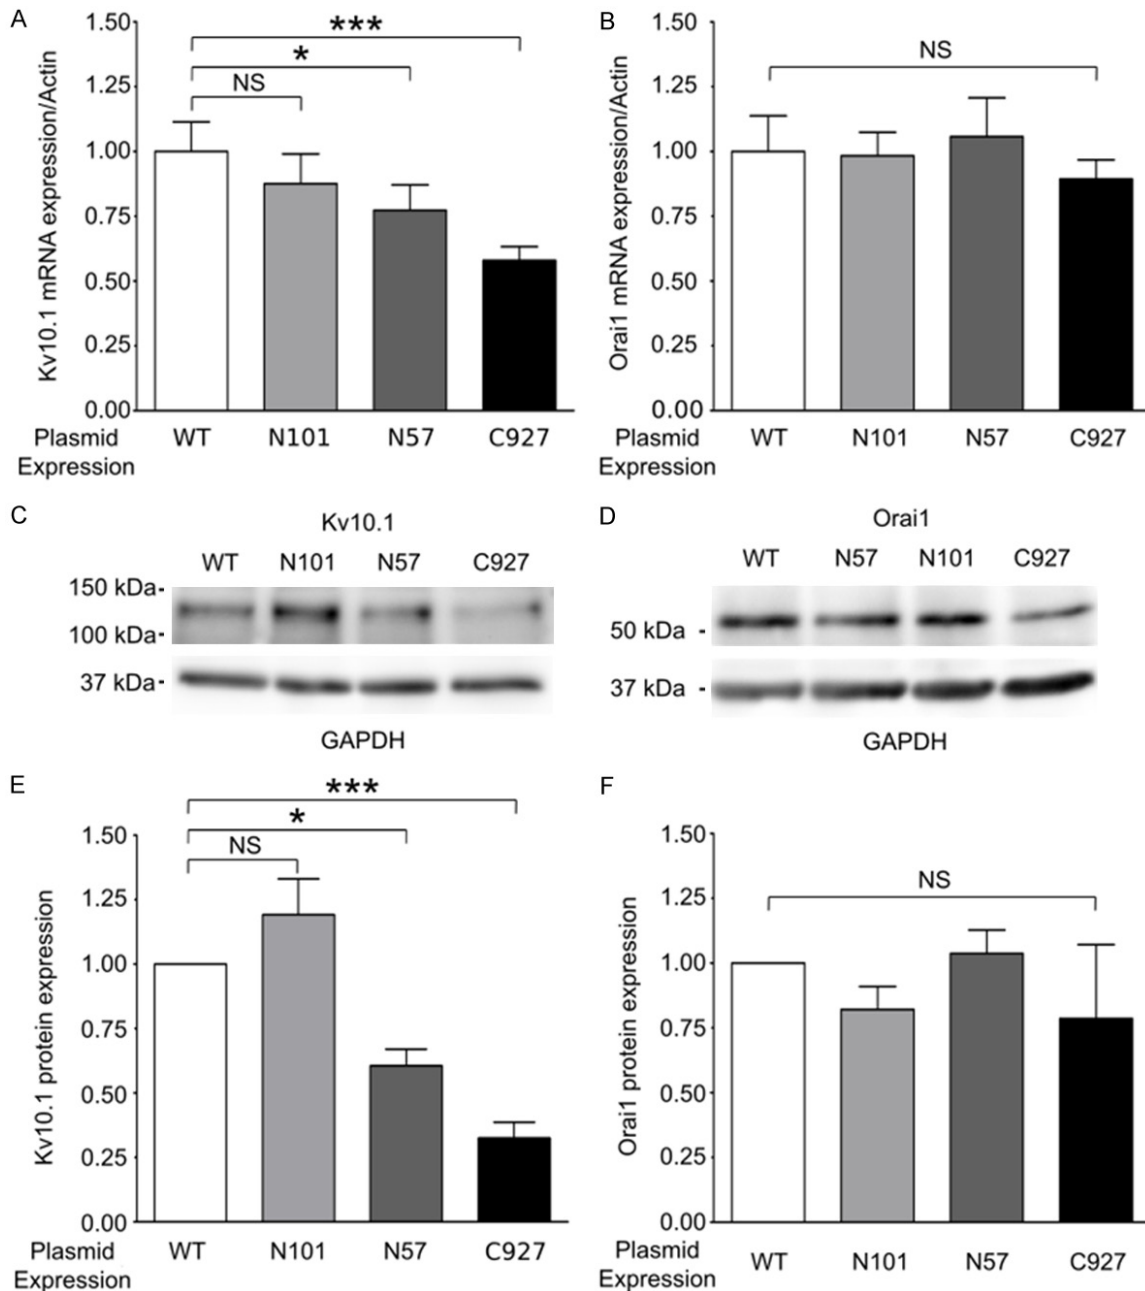 A
Kv10.1 mRNA expression/Actin
1.50
1.25
1.00
0.75
0.50
0.25
0.00
***
*
NS
Plasmid
Expression
WT N101 N57 C927
B
Orai1 mRNA expression/Actin
1.50
1.25
1.00
0.75
0.50
0.25
0.00
NS
Plasmid
Expression
WT N101 N57 C927
C
Kv10.1
WT N101 N57 C927
150 kDa-
100 kDa-
37 kDa-
GAPDH
D
Orai1
WT N57 N101 C927
50 kDa -
37 kDa -
GAPDH
E
Kv10.1 protein expression
***
*
NS
1.50
1.25
1.00
0.75
0.50
0.25
0.00
Plasmid
Expression
WT N101 N57 C927
F
Orai1 protein expression
1.50
1.25
1.00
0.75
0.50
0.25
0.00
NS
Plasmid
Expression
WT N101 N57 C927